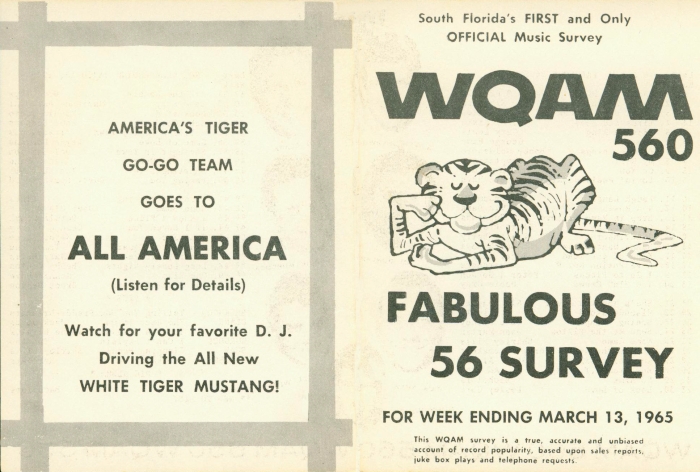 AMERICA'S TIGER
GO-GO TEAM
GOES TO
ALL AMERICA
(Listen for Details)
Watch for your favorite D. J.
Driving the All New
WHITE TIGER MUSTANG!
South Florida's FIRST and Only
OFFICIAL Music Survey
WQAM
560
FABULOUS
56 SURVEY
FOR WEEK ENDING MARCH 13, 1965
This WQAM survey is a true, accurate and unbiased
account of record popularity, based upon sales reports,
juke box plays and telephone requests.